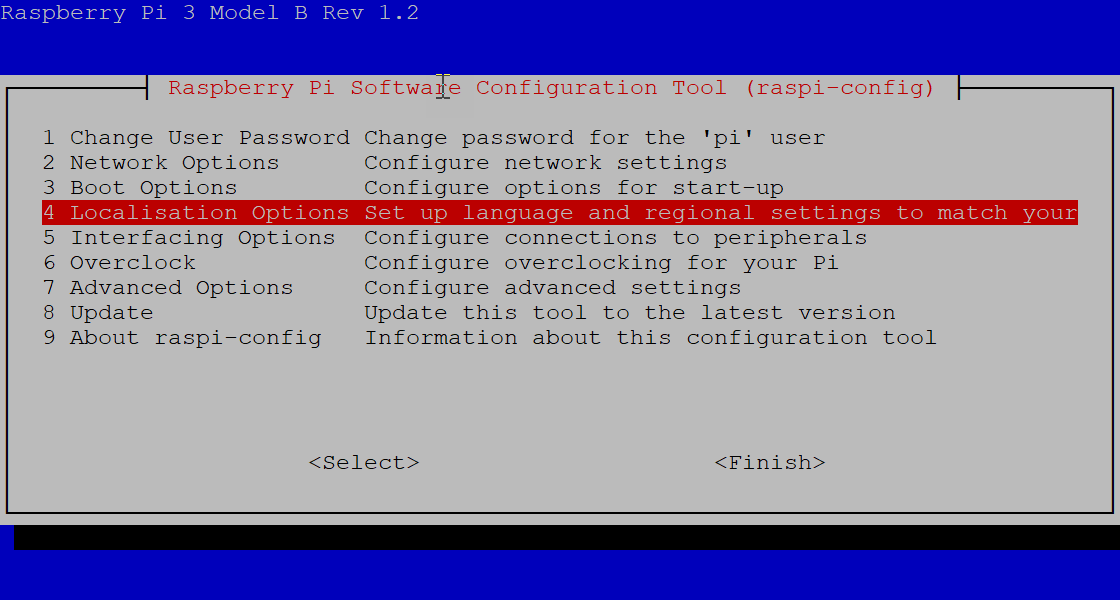 Raspberry Pi 3 Model B Rev 1.2
Raspberry Pi Software Configuration Tool (raspi-config)
1 Change User Password Change password for the 'pi' user
2 Network Options Configure network settings
3 Boot Options Configure options for start-up
4 Localisation Options Set up language and regional settings to match your
5 Interfacing Options Configure connections to peripherals
6 Overclock Configure overclocking for your Pi
7 Advanced Options Configure advanced settings
8 Update Update this tool to the latest version
9 About raspi-config Information about this configuration tool
<Select> <Finish>